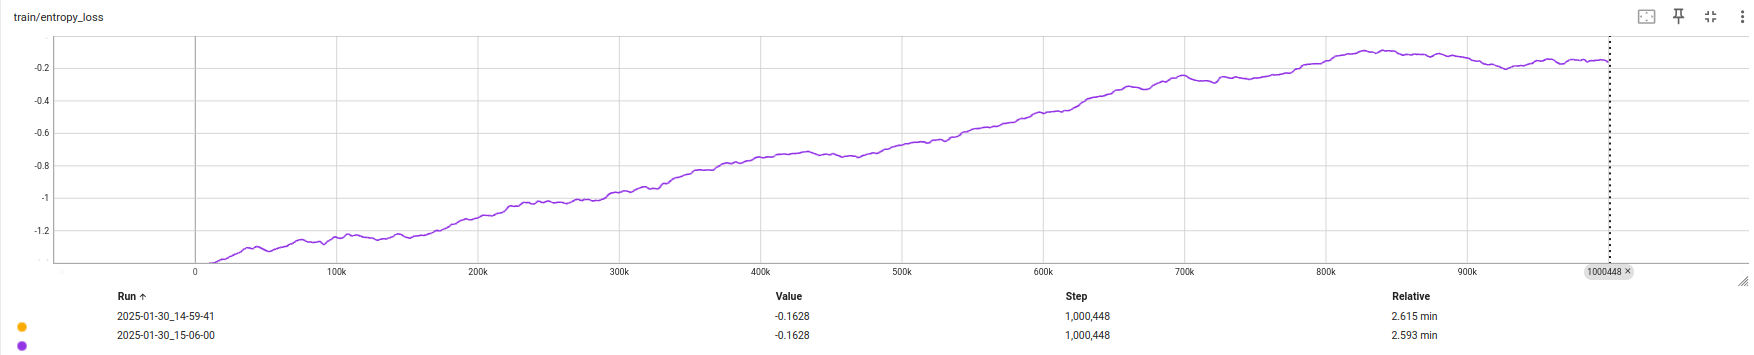 train/entropy_loss
-0.2
-0.4
-0.6
-0.8
-1
-1.2
0 100k 200k 300k 400k 500k 600k 700k 800k 900k 1000448 ×
Run ↑ Value Step Relative
2025-01-30_14-59-41 -0.1628 1,000,448 2.615 min
2025-01-30_15-06-00 -0.1628 1,000,448 2.593 min